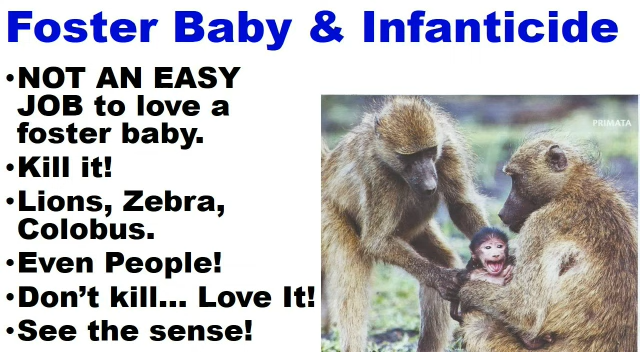 Foster Baby & Infanticide
•NOT AN EASY
JOB to love a
foster baby.
•Kill it!
•Lions, Zebra,
Colobus.
•Even People!
•Don’t kill... Love It!
•See the sense!
PRIMATA